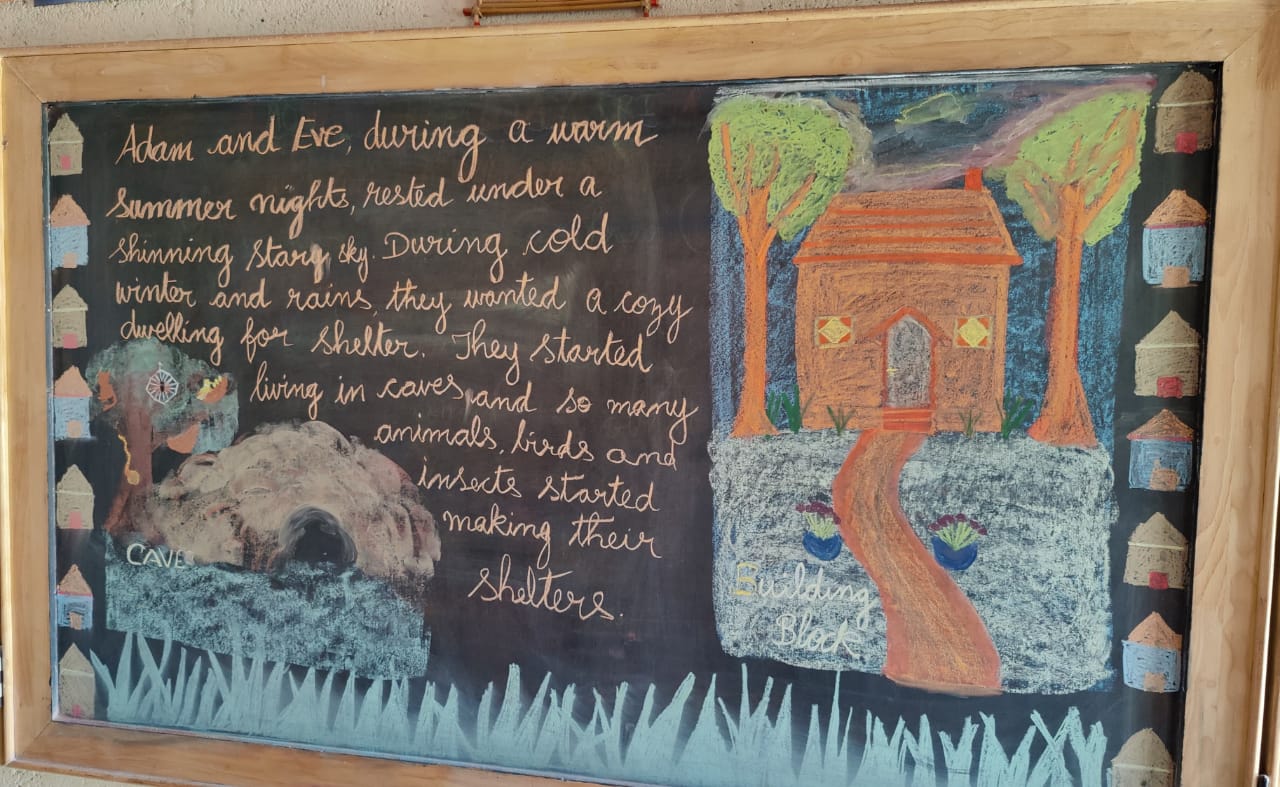 Adam and Eve, during a warm
summer nights, rested under a
shinning stary sky. During cold
winter and rains, they wanted a cozy
dwelling for shelter. They started
living in caves, and so many
animals, birds and
insects started
making their
shelters.
CAVE
Building
Block